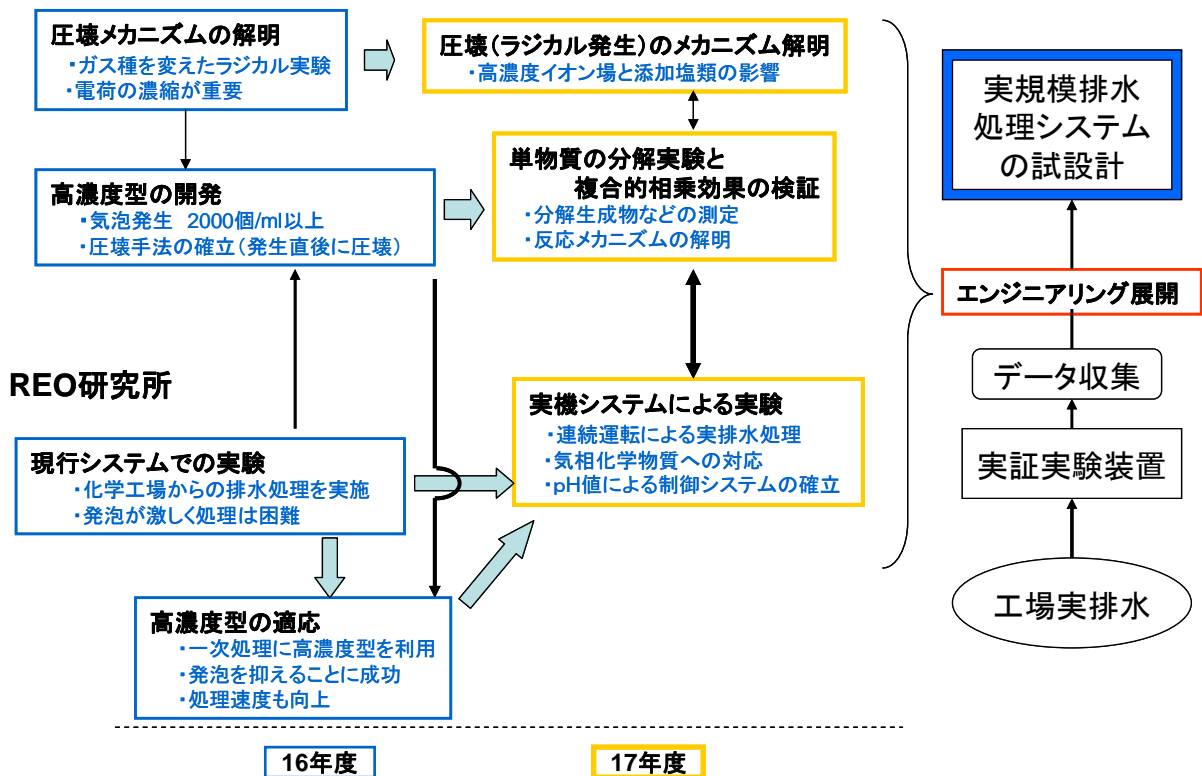 圧壊メカニズムの解明
・ガス種を変えたラジカル実験
・電荷の濃縮が重要
圧壊(ラジカル発生)のメカニズム解明
・高濃度イオン場と添加塩類の影響
高濃度型の開発
・気泡発生 2000個/ml以上
・圧壊手法の確立(発生直後に圧壊)
単物質の分解実験と
複合的相乗効果の検証
・分解生成物などの測定
・反応メカニズムの解明
REO研究所
現行システムでの実験
・化学工場からの排水処理を実施
・発泡が激しく処理は困難
実機システムによる実験
・連続運転による実排水処理
・気相化学物質への対応
・pH値による制御システムの確立
高濃度型の適応
・一次処理に高濃度型を利用
・発泡を抑えることに成功
・処理速度も向上
16年度
17年度
実規模排水
処理システム
の試設計
エンジニアリング展開
データ収集
実証実験装置
工場実排水